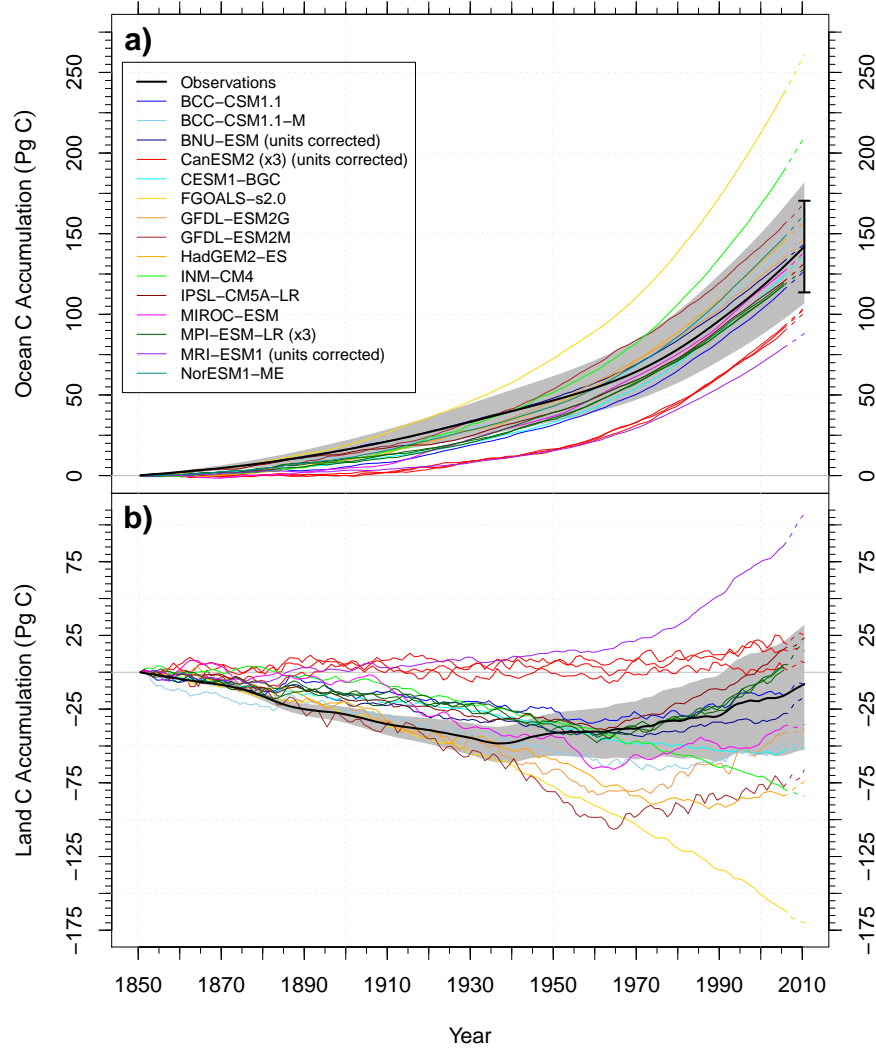 a)
Ocean C Accumulation (Pg C)
250
200
150
100
50
0
250
200
150
100
50
0
Observations
BCC−CSM1.1
BCC−CSM1.1−M
BNU−ESM (units corrected)
CanESM2 (x3) (units corrected)
CESM1−BGC
FGOALS−s2.0
GFDL−ESM2G
GFDL−ESM2M
HadGEM2−ES
INM−CM4
IPSL−CM5A−LR
MIROC−ESM
MPI−ESM−LR (x3)
MRI−ESM1 (units corrected)
NorESM1−ME
b)
Land C Accumulation (Pg C)
75
25
−25
−75
−125
−175
75
25
−25
−75
−125
−175
1850 1870 1890 1910 1930 1950 1970 1990 2010
Year